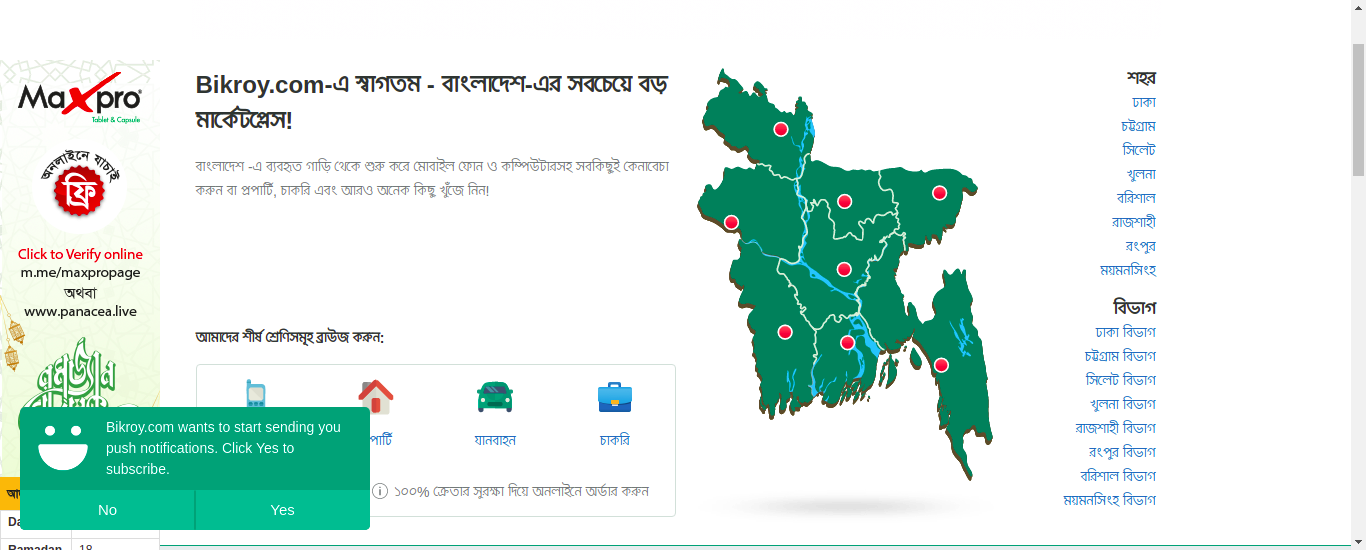 Maxpro
Tablet & Capsule
অনলাইনে যাচাই
ফ্রি
Click to Verify online
m.me/maxpropage
অথবা
www.panacea.live
রমজান
Bikroy.com-এ স্বাগতম - বাংলাদেশ-এর সবচেয়ে বড়
মার্কেটপ্লেস!
বাংলাদেশ -এ ব্যবহৃত গাড়ি থেকে শুরু করে মোবাইল ফোন ও কম্পিউটারসহ সবকিছুই কেনাবেচা
করুন বা প্রপার্টি, চাকরি এবং আরও অনেক কিছু খুঁজে নিন!
আমাদের শীর্ষ শ্রেণিসমূহ ব্রাউজ করুন:
যানবাহন
চাকরি
১০০% ক্রেতার সুরক্ষা দিয়ে অনলাইনে অর্ডার করুন
Bikroy.com wants to start sending you
push notifications. Click Yes to
subscribe.
No Yes
Ramadan 18
শহর
ঢাকা
চট্টগ্রাম
সিলেট
খুলনা
বরিশাল
রাজশাহী
রংপুর
ময়মনসিংহ
বিভাগ
ঢাকা বিভাগ
চট্টগ্রাম বিভাগ
সিলেট বিভাগ
খুলনা বিভাগ
রাজশাহী বিভাগ
রংপুর বিভাগ
বরিশাল বিভাগ
ময়মনসিংহ বিভাগ